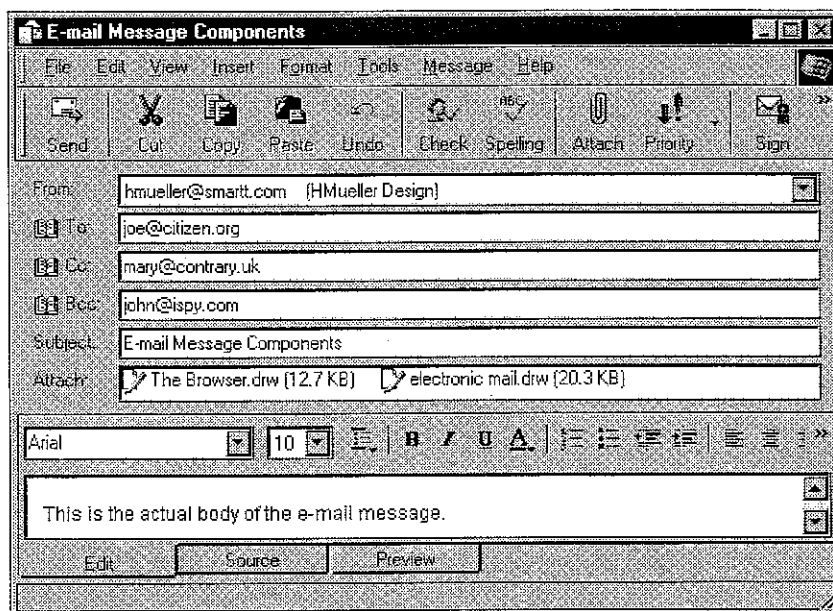 E-mail Message Components
File Edit View Insert Format Tools Message Help
Send Cut Copy Paste Undo Check Spelling Attach Priority Sign
From: hmueller@smartt.com (HMueller Design)
To: joe@citizen.org
Cc: mary@contrary.uk
Bcc: john@ispy.com
Subject: E-mail Message Components
Attach: The Browser.drw (12.7 KB) electronic mail.drw (20.3 KB)
Arial 10 B I U A
This is the actual body of the e-mail message.
Edit Source Preview